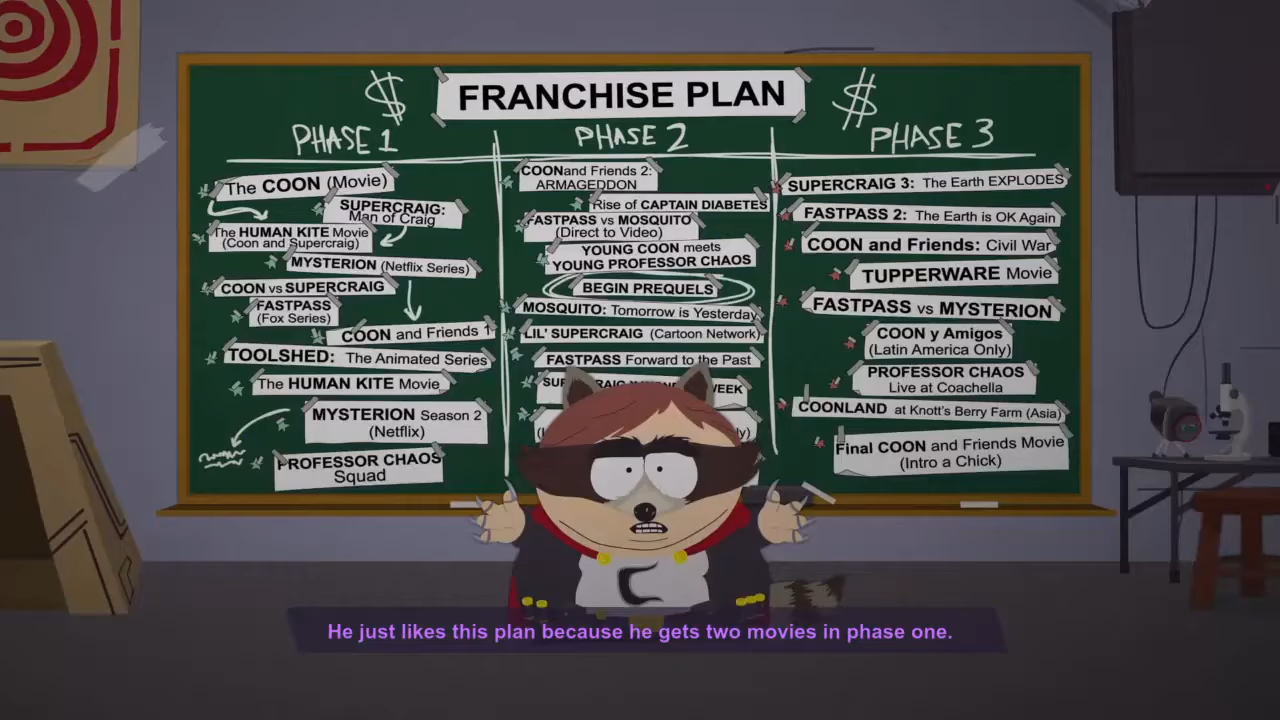 $ FRANCHISE PLAN $
PHASE 1
The COON (Movie)
SUPERCRAIG:
Man of Craig
The HUMAN KITE Movie
(Coon and Supercraig)
MYSTERION (Netflix Series)
COON vs SUPERCRAIG
FASTPASS
(Fox Series)
COON and Friends 1
TOOLSHED: The Animated Series
The HUMAN KITE Movie
MYSTERION Season 2
(Netflix)
PROFESSOR CHAOS
Squad
PHASE 2
COON and Friends 2:
ARMAGEDDON
Rise of CAPTAIN DIABETES
FASTPASS vs MOSQUITO
(Direct to Video)
YOUNG COON meets
YOUNG PROFESSOR CHAOS
BEGIN PREQUELS
MOSQUITO: Tomorrow is Yesterday
LIL' SUPERCRAIG (Cartoon Network)
FASTPASS Forward to the Past
PHASE 3
SUPERCRAIG 3: The Earth EXPLODES
FASTPASS 2: The Earth is OK Again
COON and Friends: Civil War
TUPPERWARE Movie
FASTPASS vs MYSTERION
COON y Amigos
(Latin America Only)
PROFESSOR CHAOS
Live at Coachella
COONLAND at Knott's Berry Farm (Asia)
Final COON and Friends Movie
(Intro a Chick)
C
He just likes this plan because he gets two movies in phase one.